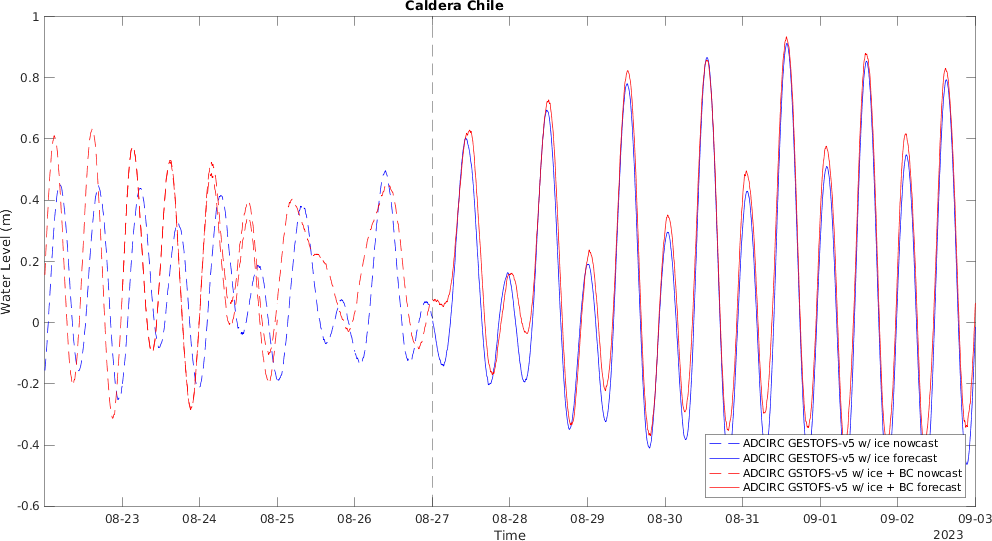 Caldera Chile
1
0.8
0.6
0.4
0.2
0
-0.2
-0.4
-0.6
Water Level (m)
ADCIRC GESTOFS-v5 w/ ice nowcast
ADCIRC GESTOFS-v5 w/ ice forecast
ADCIRC GSTOFS-v5 w/ ice + BC nowcast
ADCIRC GSTOFS-v5 w/ ice + BC forecast
08-23 08-24 08-25 08-26 08-27 08-28 08-29 08-30 08-31 09-01 09-02 09-03
Time
2023